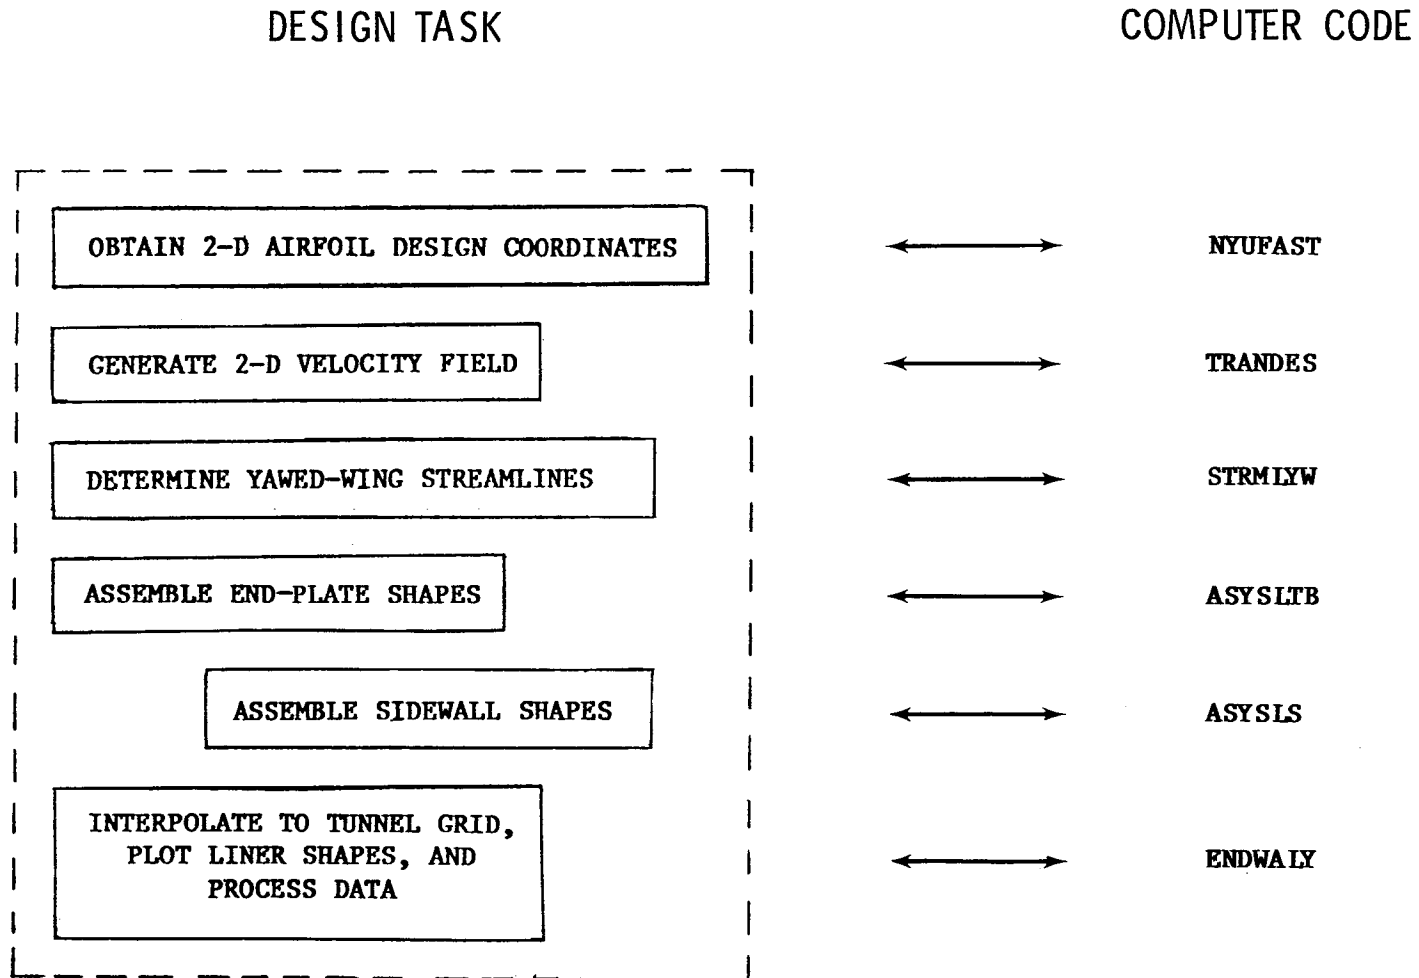 DESIGN TASK
COMPUTER CODE
OBTAIN 2-D AIRFOIL DESIGN COORDINATES
NYUFAST
GENERATE 2-D VELOCITY FIELD
TRANDES
DETERMINE YAWED-WING STREAMLINES
STRMLYW
ASSEMBLE END-PLATE SHAPES
ASYSLTB
ASSEMBLE SIDEWALL SHAPES
ASYSLS
INTERPOLATE TO TUNNEL GRID,
PLOT LINER SHAPES, AND
PROCESS DATA
ENDWALY